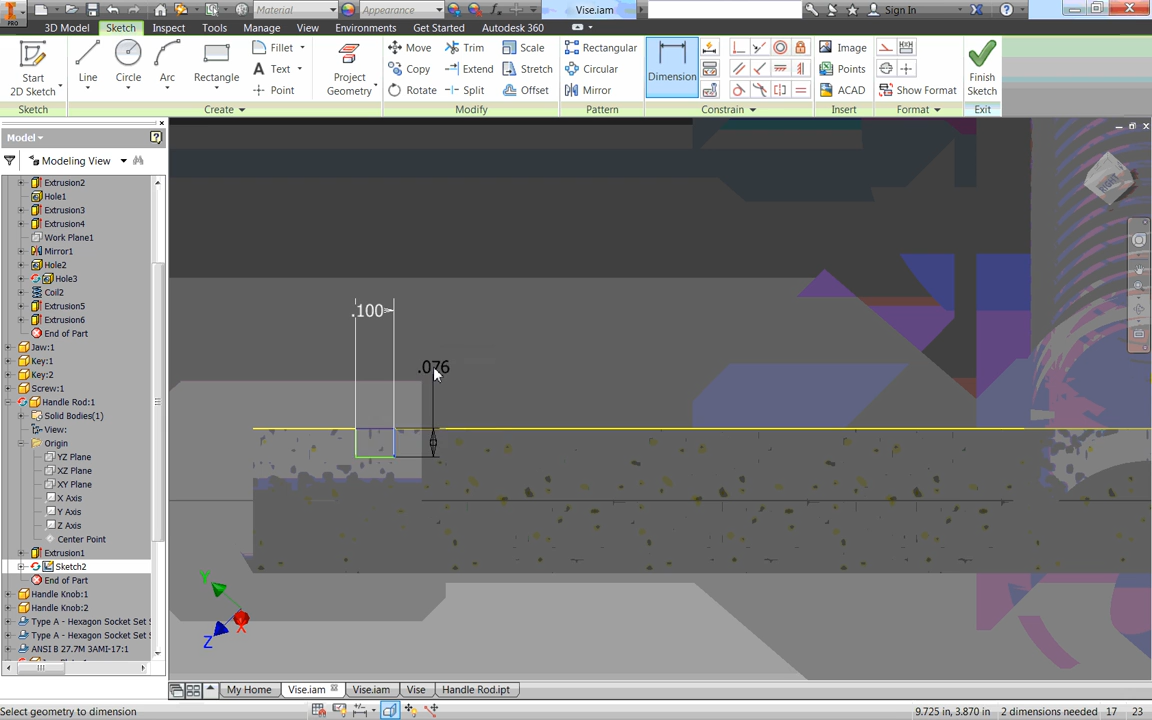 PRO
Material
Appearance
fx
Vise.iam
Sign In
3D Model
Sketch
Inspect
Tools
Manage
View
Environments
Get Started
Autodesk 360
Start
2D Sketch
Line
Circle
Arc
Rectangle
Fillet
Text
Point
Project
Geometry
Move
Trim
Scale
Copy
Extend
Stretch
Rotate
Split
Offset
Rectangular
Circular
Mirror
Dimension
Image
Points
ACAD
Show Format
Finish
Sketch
Sketch
Create
Modify
Pattern
Constrain
Insert
Format
Exit
Model
Modeling View
Extrusion2
Hole1
Extrusion3
Extrusion4
Work Plane1
Mirror1
Hole2
Hole3
Coil2
Extrusion5
Extrusion6
End of Part
Jaw:1
Key:1
Key:2
Screw:1
Handle Rod:1
Solid Bodies(1)
View:
Origin
YZ Plane
XZ Plane
XY Plane
X Axis
Y Axis
Z Axis
Center Point
Extrusion1
Sketch2
End of Part
Handle Knob:1
Handle Knob:2
Type A - Hexagon Socket Set S
Type A - Hexagon Socket Set S
ANSI B 27.7M 3AMI-17:1
.100
.076
RIGHT
Y
Z
X
My Home
Vise.iam
Vise.iam
Vise
Handle Rod.ipt
Select geometry to dimension
9.725 in, 3.870 in
2 dimensions needed
17
23